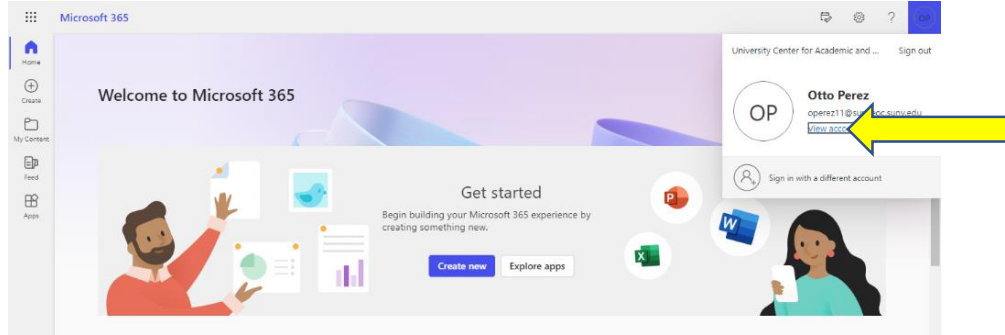 Microsoft 365
?
OP
Home
Create
My Content
Feed
Apps
Welcome to Microsoft 365
University Center for Academic and ...
Sign out
OP
Otto Perez
View
Sign in with a different account
Get started
Begin building your Microsoft 365 experience by
creating something new.
Create new
Explore apps
P
W
X